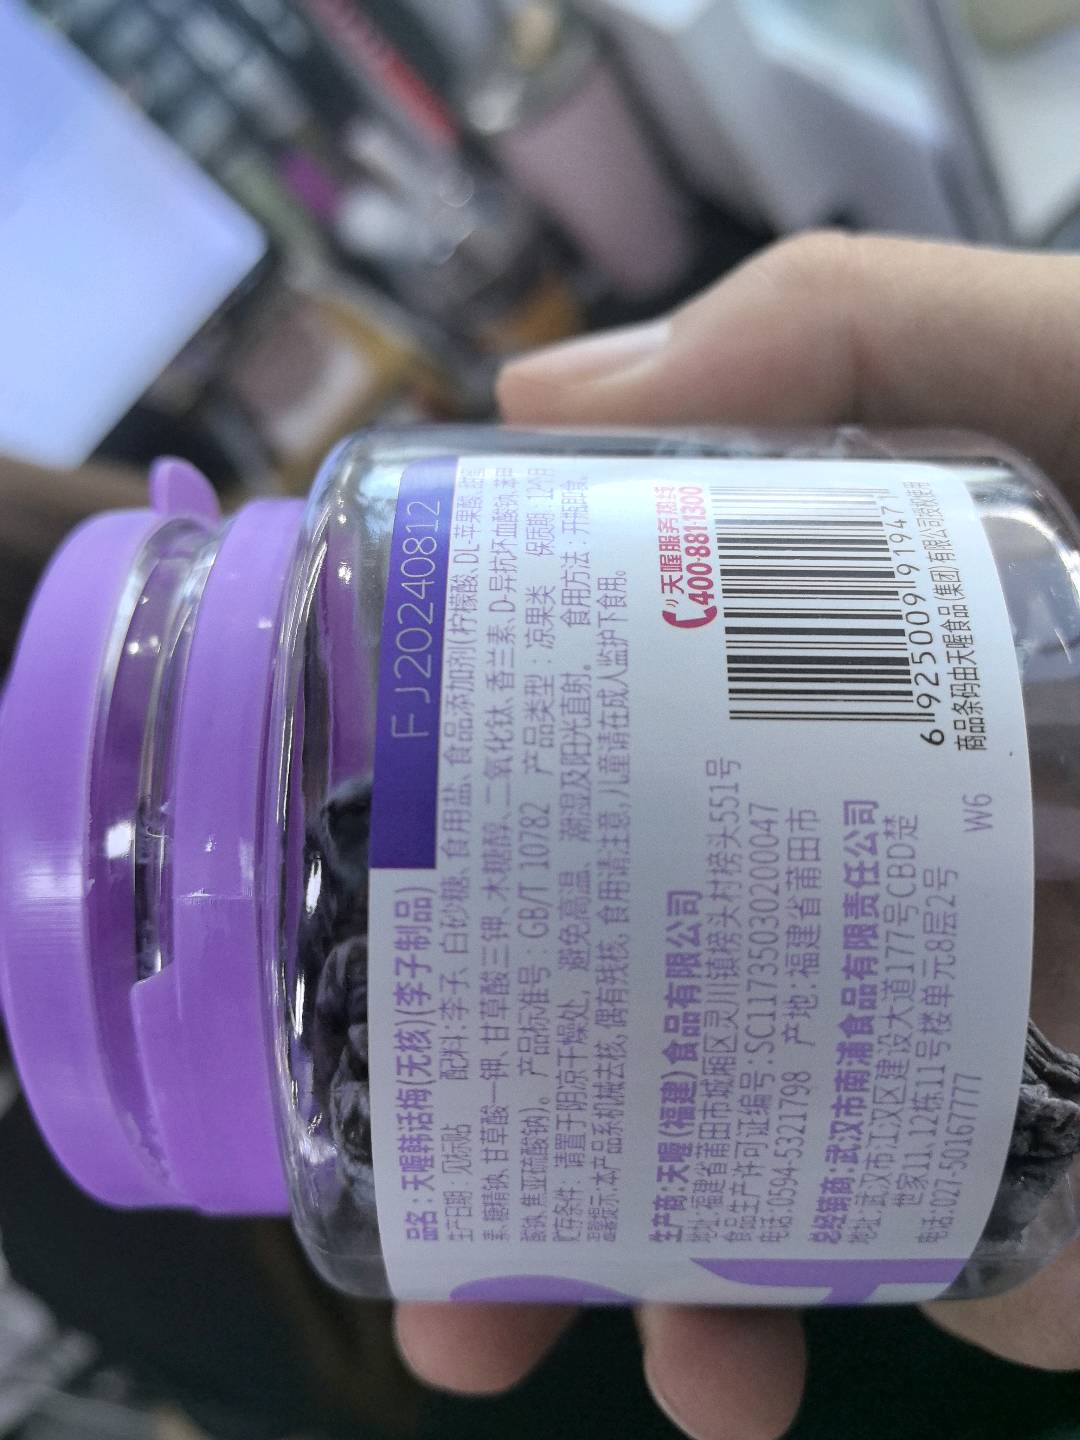 FJ20240812
品名：天喔韩话梅(无核)(李子制品)
生产日期：见标贴 配料：李子、白砂糖、食用盐、食品添加剂(柠檬酸、DL-苹果酸、
素、糖精钠、甘草酸一钾、甘草酸三钾、木糖醇、二氧化钛、香兰素、D-异抗坏血酸钠、苯甲
酸钠、焦亚硫酸钠)。 产品标准号：GB/T 10782 产品类型：凉果类 保质期：12个月
贮存条件：请置于阴凉干燥处，避免高温、潮湿及阳光直射。 食用方法：开瓶即食。
温馨提示:本产品系机械去核，偶有残核，食用请注意，儿童请在成人监护下食用。
生产商：天喔(福建)食品有限公司
地址：福建省莆田市城厢区灵川镇榜头村榜头551号
食品生产许可证编号：SC11735030200047
电话：0594-5321798 产地：福建省莆田市
总经销商：武汉市南浦食品有限责任公司
地址：武汉市江汉区建设大道1777号CBD楚
世家11、12栋11号楼单元8层2号
电话：027-50167777
天喔服务热线
400·881·1300
6 925009 919471
商品条码由天喔食品(集团)有限公司授权使用
W6